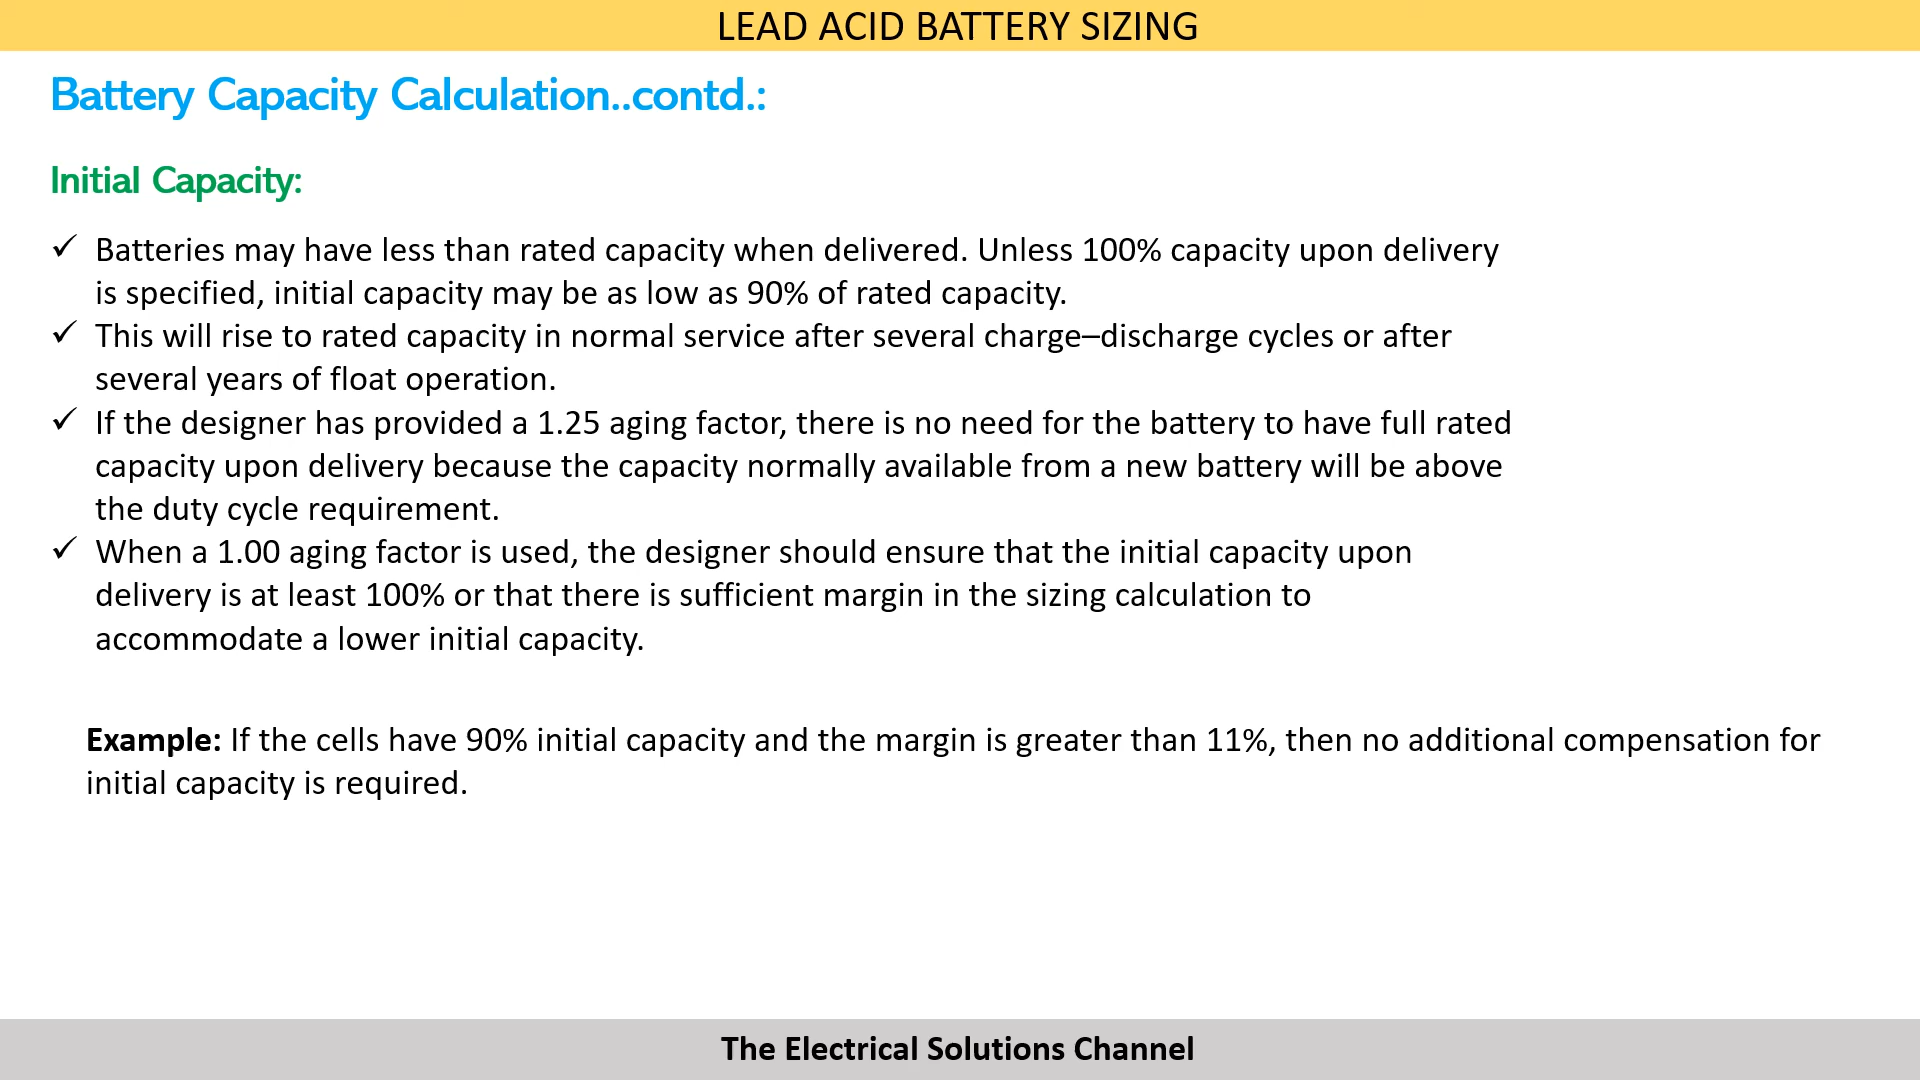 LEAD ACID BATTERY SIZING
Battery Capacity Calculation..contd.:
Initial Capacity:
✓ Batteries may have less than rated capacity when delivered. Unless 100% capacity upon delivery
is specified, initial capacity may be as low as 90% of rated capacity.
✓ This will rise to rated capacity in normal service after several charge–discharge cycles or after
several years of float operation.
✓ If the designer has provided a 1.25 aging factor, there is no need for the battery to have full rated
capacity upon delivery because the capacity normally available from a new battery will be above
the duty cycle requirement.
✓ When a 1.00 aging factor is used, the designer should ensure that the initial capacity upon
delivery is at least 100% or that there is sufficient margin in the sizing calculation to
accommodate a lower initial capacity.
Example: If the cells have 90% initial capacity and the margin is greater than 11%, then no additional compensation for
initial capacity is required.
The Electrical Solutions Channel